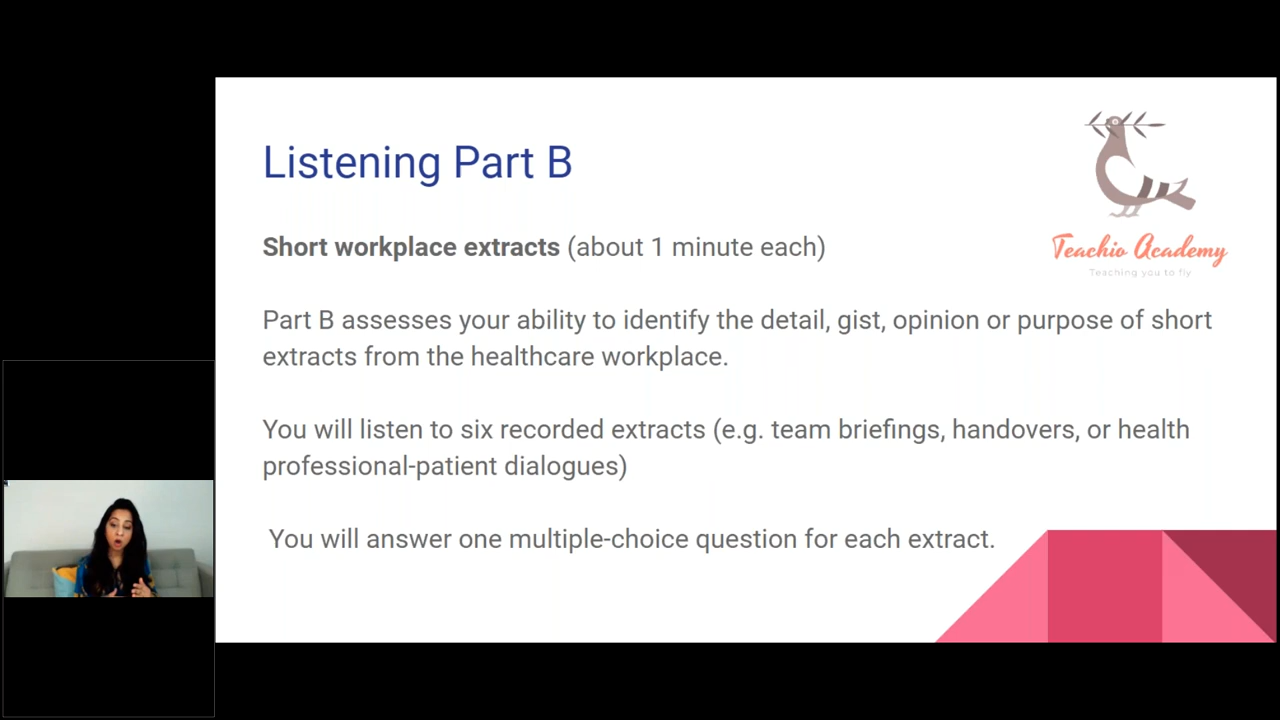 Listening Part B
Short workplace extracts (about 1 minute each)
Part B assesses your ability to identify the detail, gist, opinion or purpose of short
extracts from the healthcare workplace.
You will listen to six recorded extracts (e.g. team briefings, handovers, or health
professional-patient dialogues)
You will answer one multiple-choice question for each extract.
Teachio Academy
Teaching you to fly